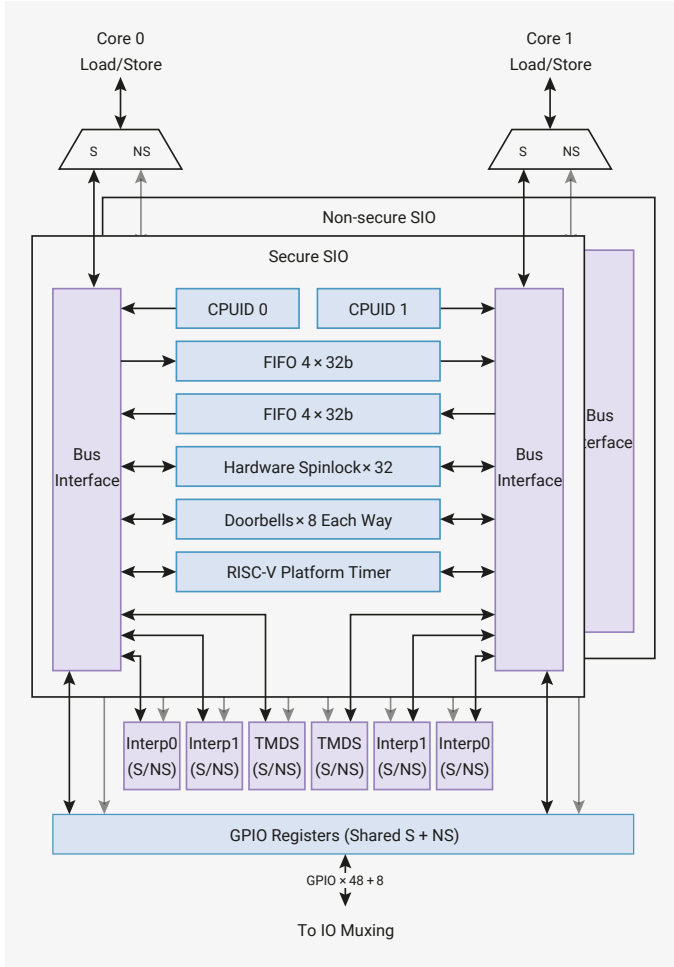 Core 0
Load/Store
Core 1
Load/Store
S NS
S NS
Non-secure SIO
Secure SIO
CPUID 0
CPUID 1
FIFO 4 × 32b
FIFO 4 × 32b
Hardware Spinlock × 32
Doorbells × 8 Each Way
RISC-V Platform Timer
Bus
Interface
Bus
Interface
Bus
terface
Interp0
(S/NS)
Interp1
(S/NS)
TMDS
(S/NS)
TMDS
(S/NS)
Interp1
(S/NS)
Interp0
(S/NS)
GPIO Registers (Shared S + NS)
GPIO × 48 + 8
To IO Muxing